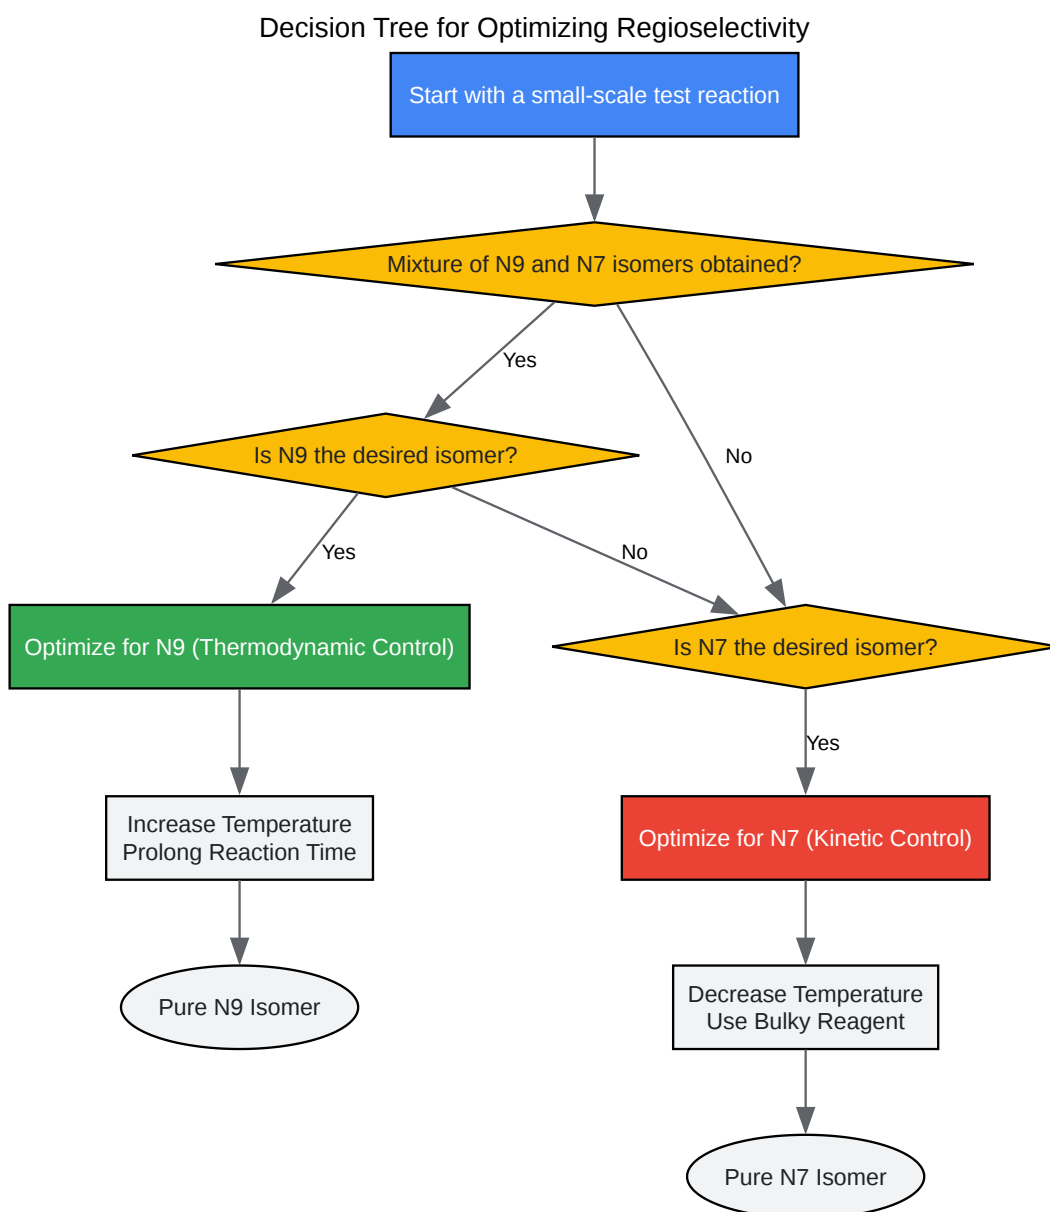 Decision Tree for Optimizing Regioselectivity
Start with a small-scale test reaction
Mixture of N9 and N7 isomers obtained?
Yes
Is N9 the desired isomer?
No
Yes
No
Optimize for N9 (Thermodynamic Control)
Is N7 the desired isomer?
Yes
Increase Temperature
Prolong Reaction Time
Optimize for N7 (Kinetic Control)
Pure N9 Isomer
Decrease Temperature
Use Bulky Reagent
Pure N7 Isomer